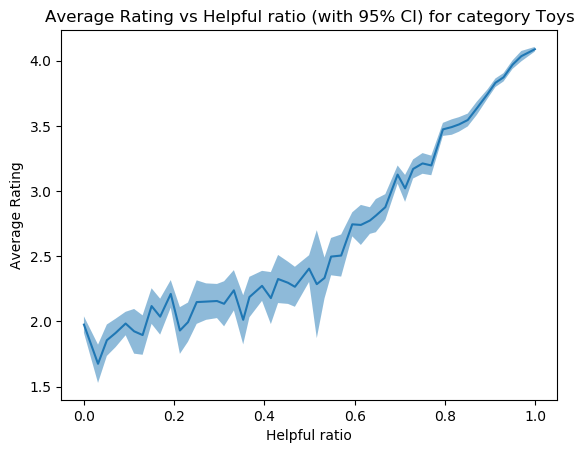 Average Rating vs Helpful ratio (with 95% CI) for category Toys
4.0
3.5
3.0
2.5
2.0
1.5
Average Rating
0.0 0.2 0.4 0.6 0.8 1.0
Helpful ratio